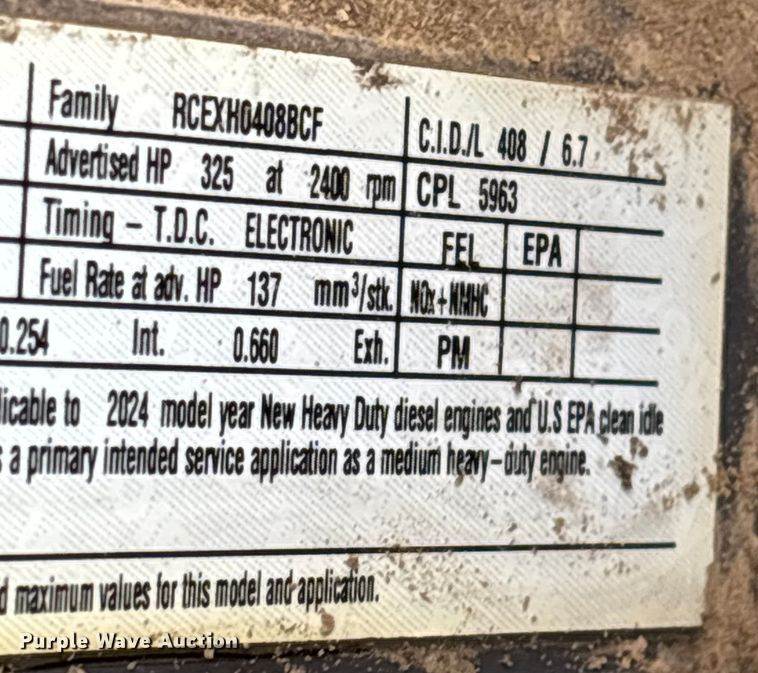 Family RCEXH0408BCF
C.I.D./L 408 / 6.7
Advertised HP 325 at 2400 rpm
CPL 5963
Timing – T.D.C. ELECTRONIC
FEL EPA
Fuel Rate at adv. HP 137 mm³/stk.
NOx+NMHC
0.254 Int. 0.660 Exh.
PM
licable to 2024 model year New Heavy Duty diesel engines and U.S EPA clean idle
s a primary intended service application as a medium heavy-duty engine.
d maximum values for this model and application.
Purple Wave Auction